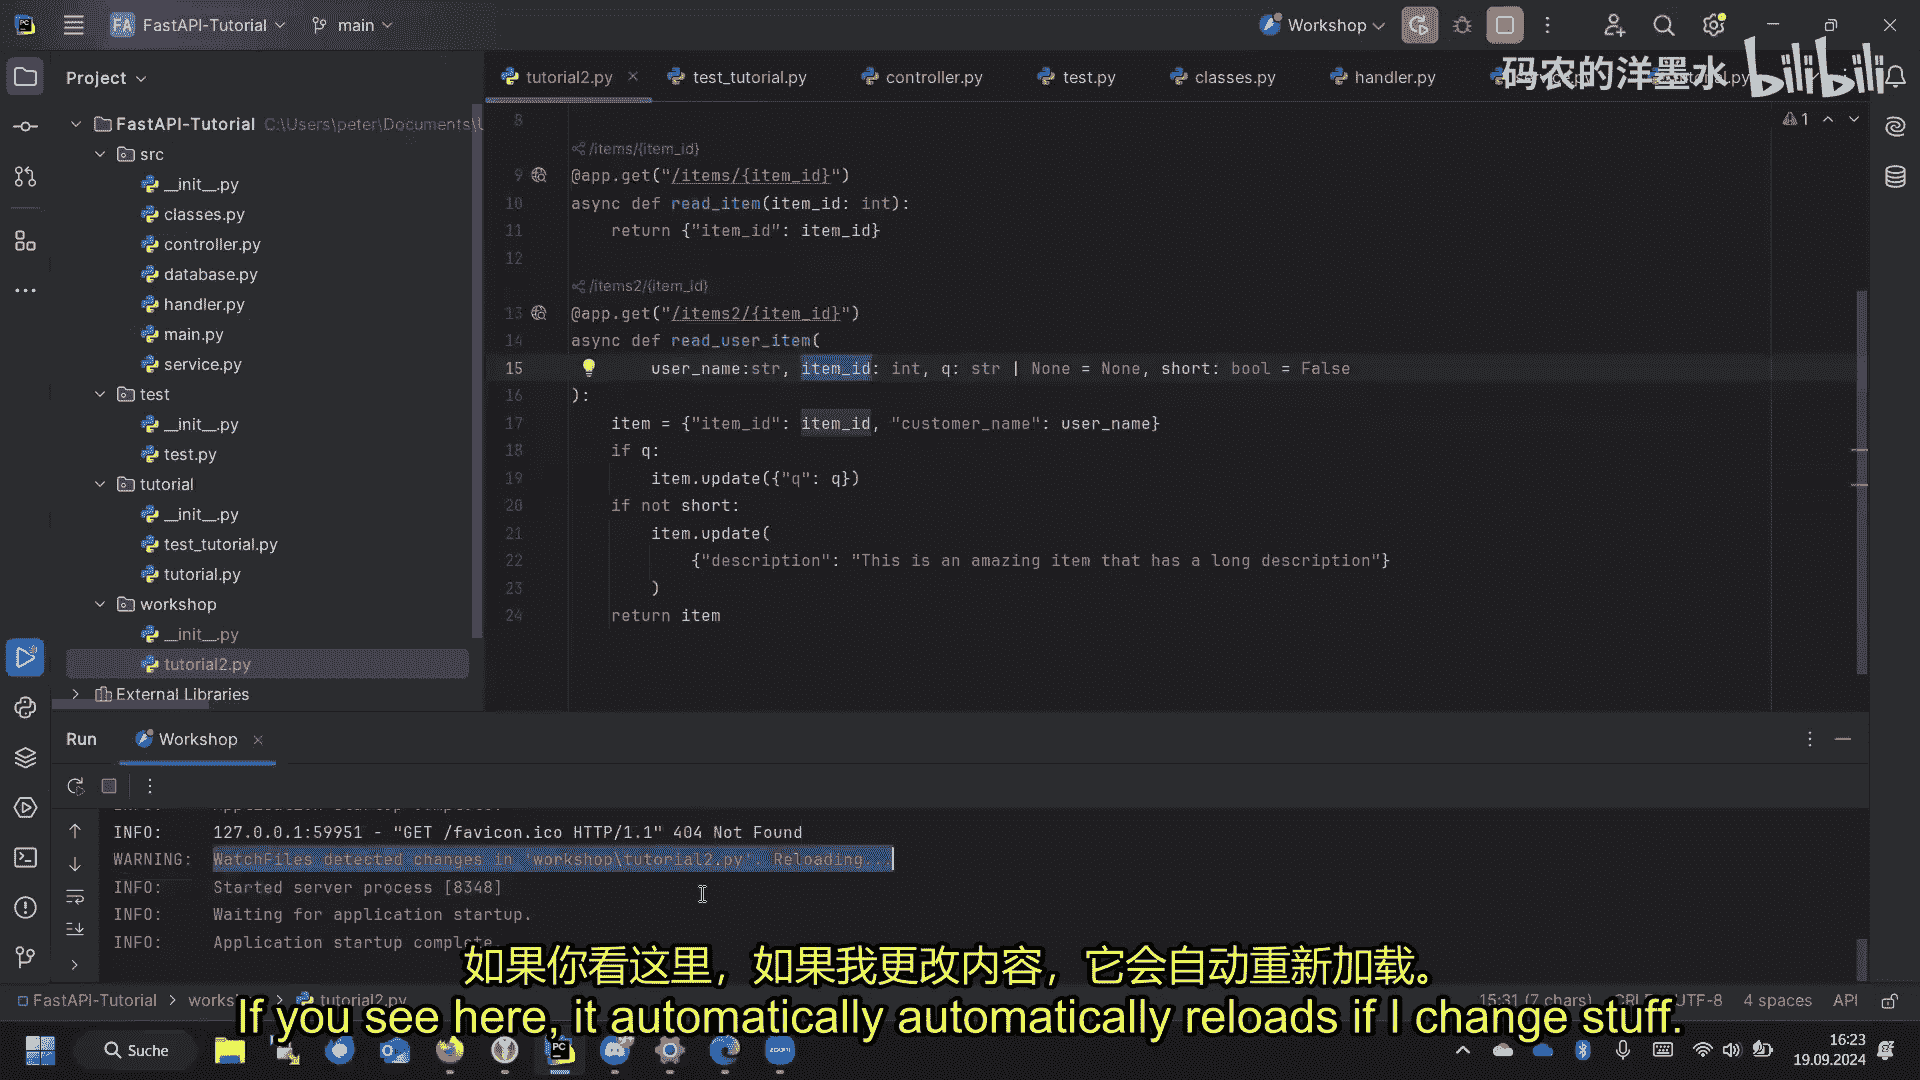 FA FastAPI-Tutorial main Workshop
码农的洋墨水 bilibili
Project
tutorial2.py test_tutorial.py controller.py test.py classes.py handler.py
FastAPI-Tutorial C:\Users\peter\Documents\
src
__init__.py
classes.py
controller.py
database.py
handler.py
main.py
service.py
test
__init__.py
test.py
tutorial
__init__.py
test_tutorial.py
tutorial.py
workshop
__init__.py
tutorial2.py
External Libraries
1
8
/items/{item_id}
9 @app.get("/items/{item_id}")
10 async def read_item(item_id: int):
11 return {"item_id": item_id}
12
/items2/{item_id}
13 @app.get("/items2/{item_id}")
14 async def read_user_item(
15 user_name:str, item_id: int, q: str | None = None, short: bool = False
16 ):
17 item = {"item_id": item_id, "customer_name": user_name}
18 if q:
19 item.update({"q": q})
20 if not short:
21 item.update(
22 {"description": "This is an amazing item that has a long description"}
23 )
24 return item
Run Workshop
INFO: 127.0.0.1:59951 - "GET /favicon.ico HTTP/1.1" 404 Not Found
WARNING: WatchFiles detected changes in 'workshop\tutorial2.py'. Reloading...
INFO: Started server process [8348]
INFO: Waiting for application startup.
INFO: Application startup complete.
如果你看这里，如果我更改内容，它会自动重新加载。
FastAPI-Tutorial tutorial2.py 15:31 (7 chars) UTF-8 4 spaces API
If you see here, it automatically automatically reloads if I change stuff.
Suche
16:23
19.09.2024